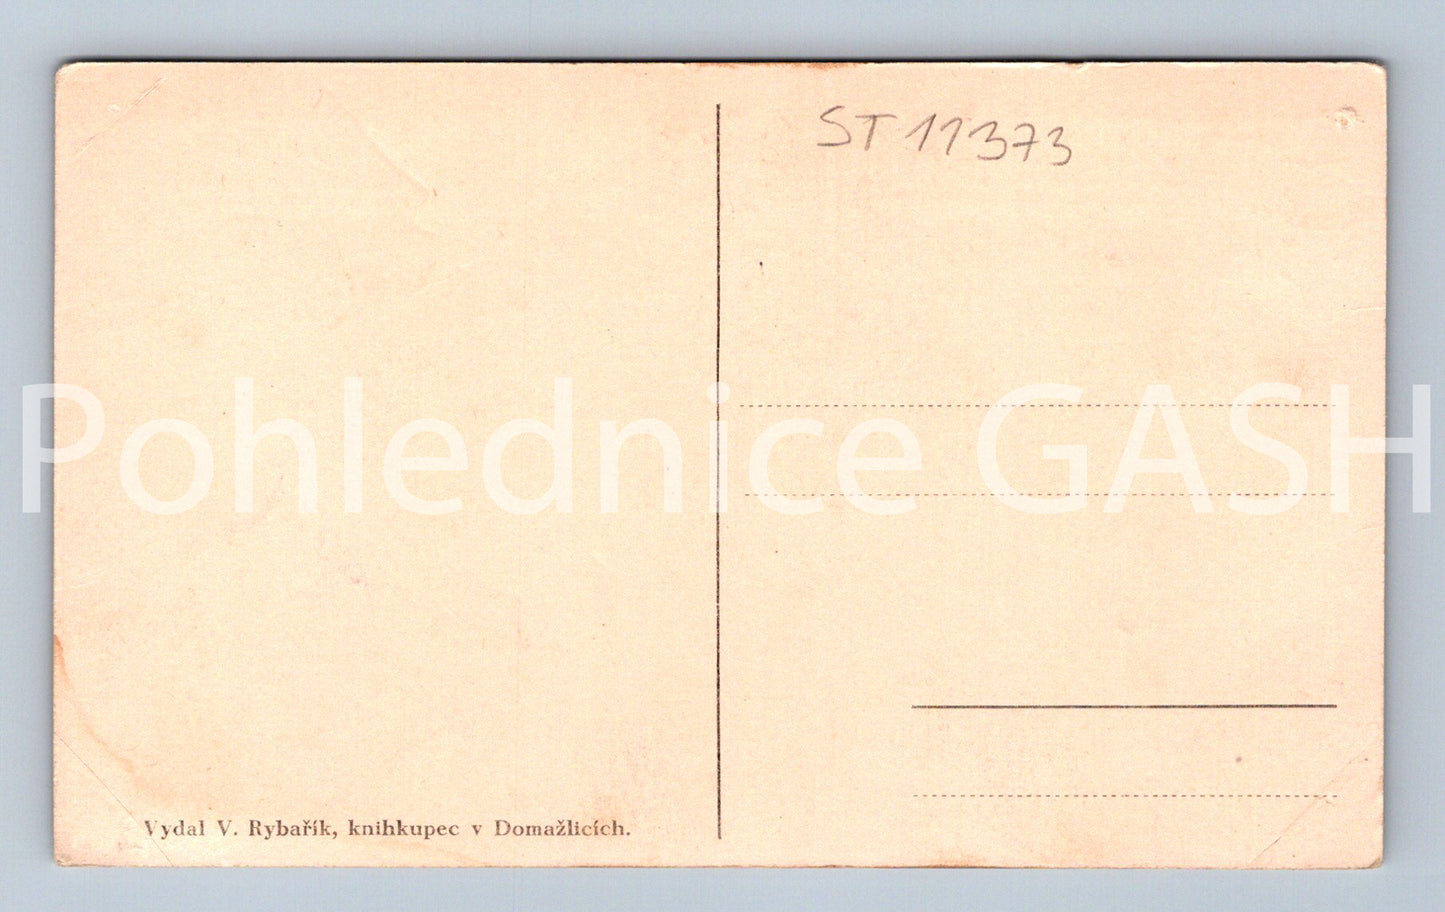 ST 11373
Pohlednice GASH
Vydal V. Rybařík, knihkupec v Domažlicích.